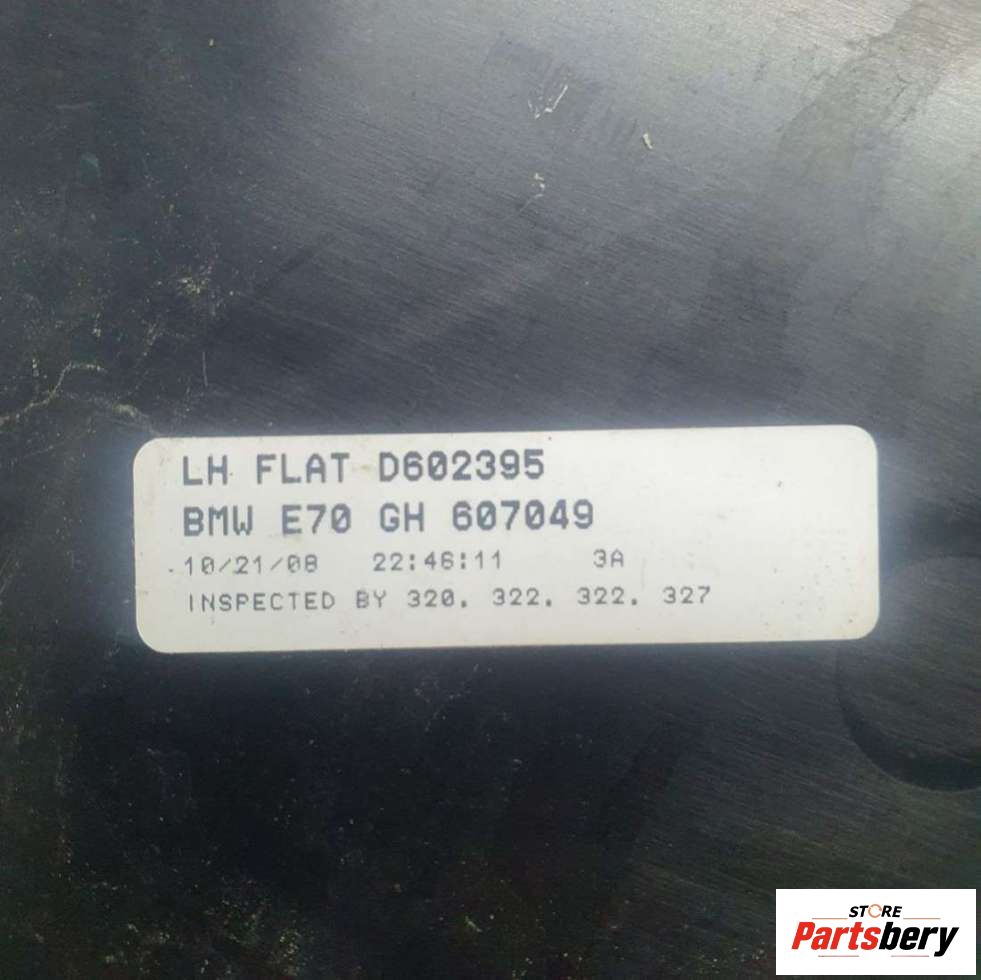 LH FLAT D602395
BMW E70 GH 607049
10/21/08 22:46:11 3A
INSPECTED BY 320, 322, 322, 327
STORE
Partsbery